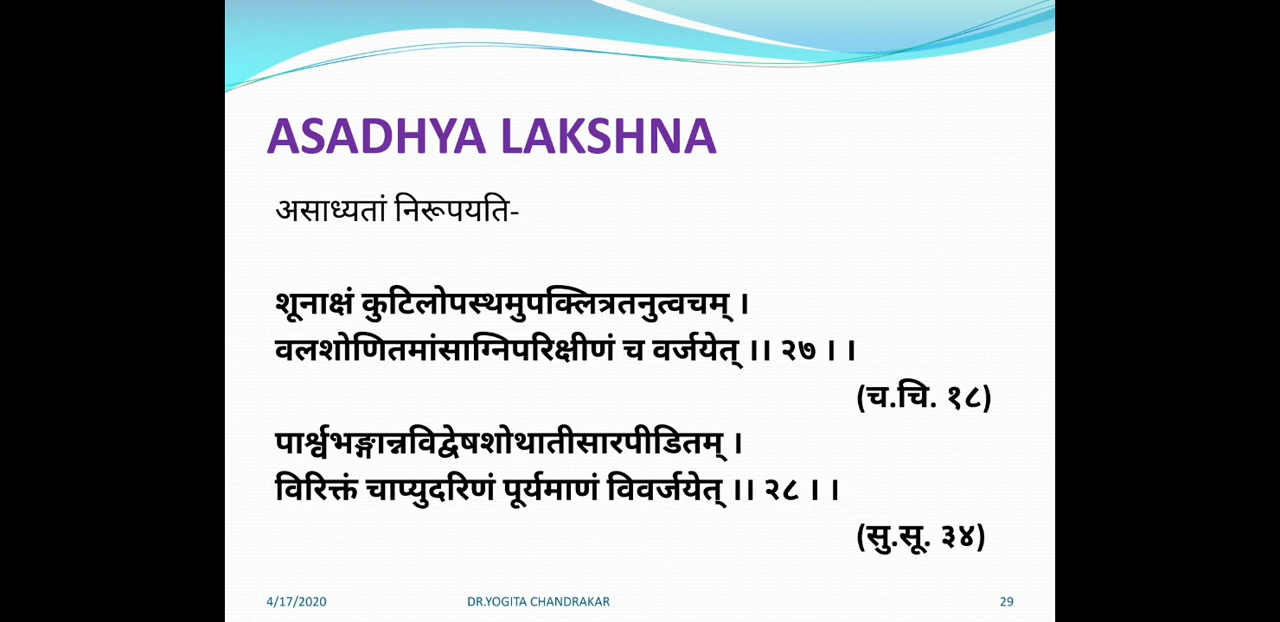 ASADHYA LAKSHNA
असाध्यतां निरूपयति-
शूनाक्षं कुटिलोपस्थमुपक्लित्रतनुत्वचम् ।
वलशोणितमांसाग्निपरिक्षीणं च वर्जयेत् ।। २७ । ।
(च.चि. १८)
पार्श्वभङ्गान्नविद्वेषशोथातीसारपीडितम् ।
विरिक्तं चाप्युदरिणं पूर्यमाणं विवर्जयेत् ।। २८ । ।
(सु.सू. ३४)
4/17/2020 DR.YOGITA CHANDRAKAR 29